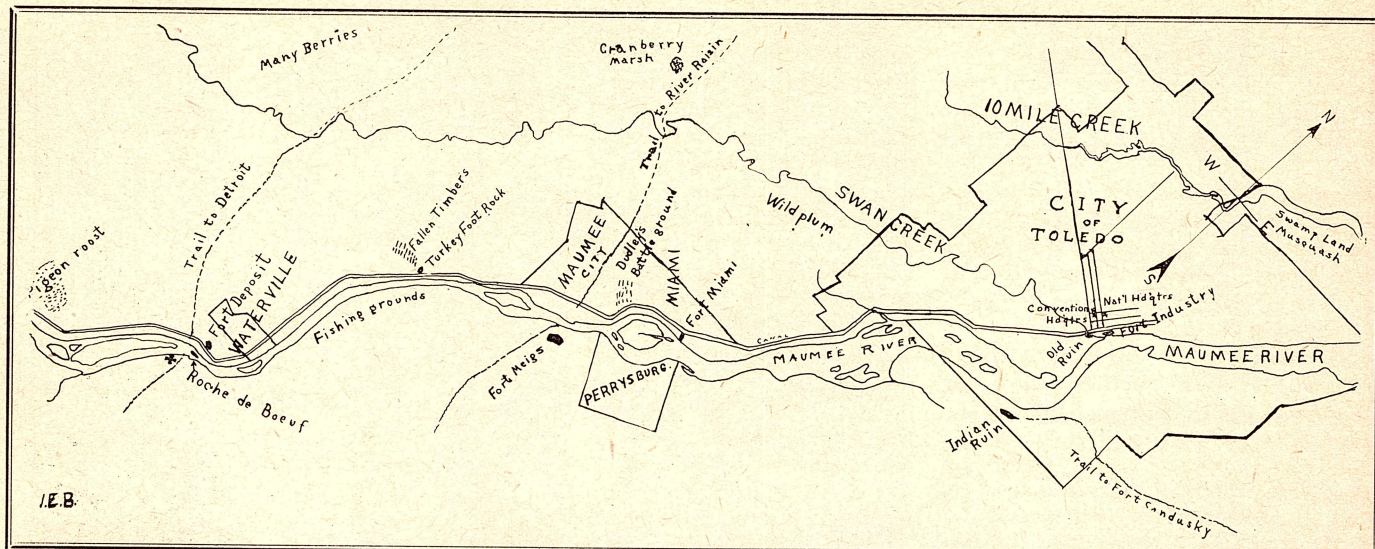 Many Berries
Cranberry
Marsh
Trail to River Raisin
10 MILE CREEK
N
W
E
S
CITY
OF
TOLEDO
Swamp Land
Musquash
Pigeon roost
Trail to Detroit
Fort Deposit
WATERVILLE
Fallen Timbers
Turkey Foot Rock
Fishing grounds
MAUMEE
CITY
Dudley's
Battle ground
MIAMI
Fort Miami
Wild plum
SWAN CREEK
Convention
Hdqtrs
Nat'l Hdqtrs
Fort Industry
Old
Ruin
CANAL
MAUMEE RIVER
MAUMEE RIVER
Roche de Boeuf
Fort Meigs
PERRYSBURG.
Indian
Ruin
Trail to Fort Sandusky
I.E.B.